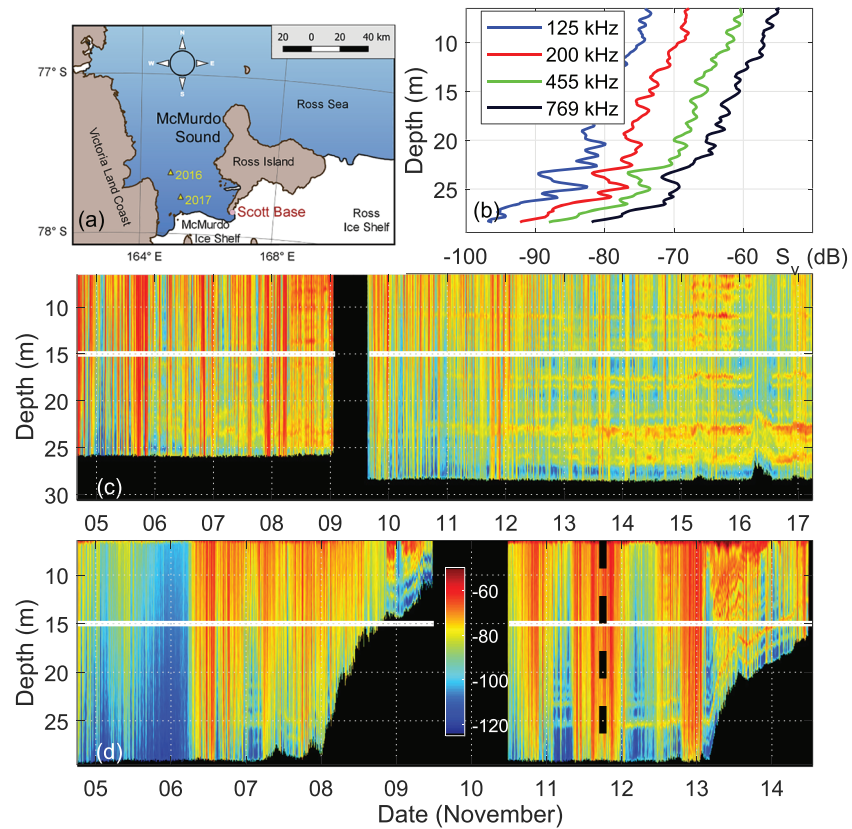 20 0 20 40 km
N
W E
S
77° S
78° S
McMurdo
Sound
Ross Sea
Victoria Land Coast
Ross Island
2016
2017
Scott Base
(a)
McMurdo
Ice Shelf
Ross
Ice Shelf
164° E
168° E
125 kHz
200 kHz
455 kHz
769 kHz
Depth (m)
10
15
20
25
(b)
-100 -90 -80 -70 -60 Sv (dB)
Depth (m)
10
15
20
25
30
(c)
05 06 07 08 09 10 11 12 13 14 15 16 17
Depth (m)
10
15
20
25
-60
-80
-100
-120
(d)
05 06 07 08 09 10 11 12 13 14
Date (November)